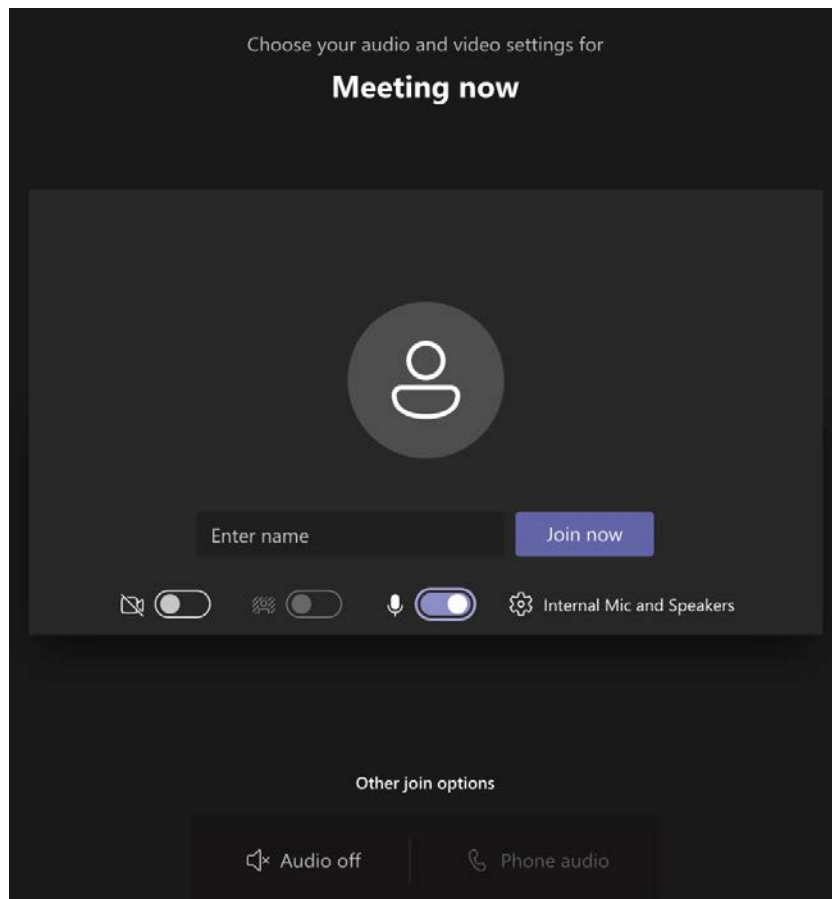 Choose your audio and video settings for
Meeting now
Enter name
Join now
Internal Mic and Speakers
Other join options
Audio off
Phone audio